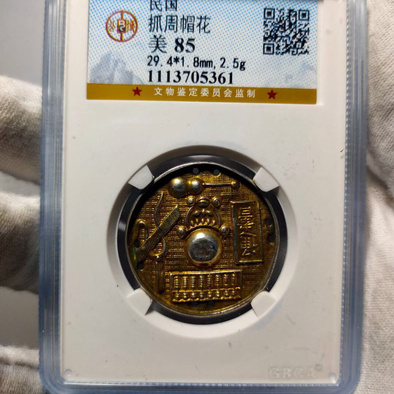 民国
抓周帽花
美 85
29.4*1.8mm, 2.5g
1113705361
★ 文物鉴定委员会监制 ★